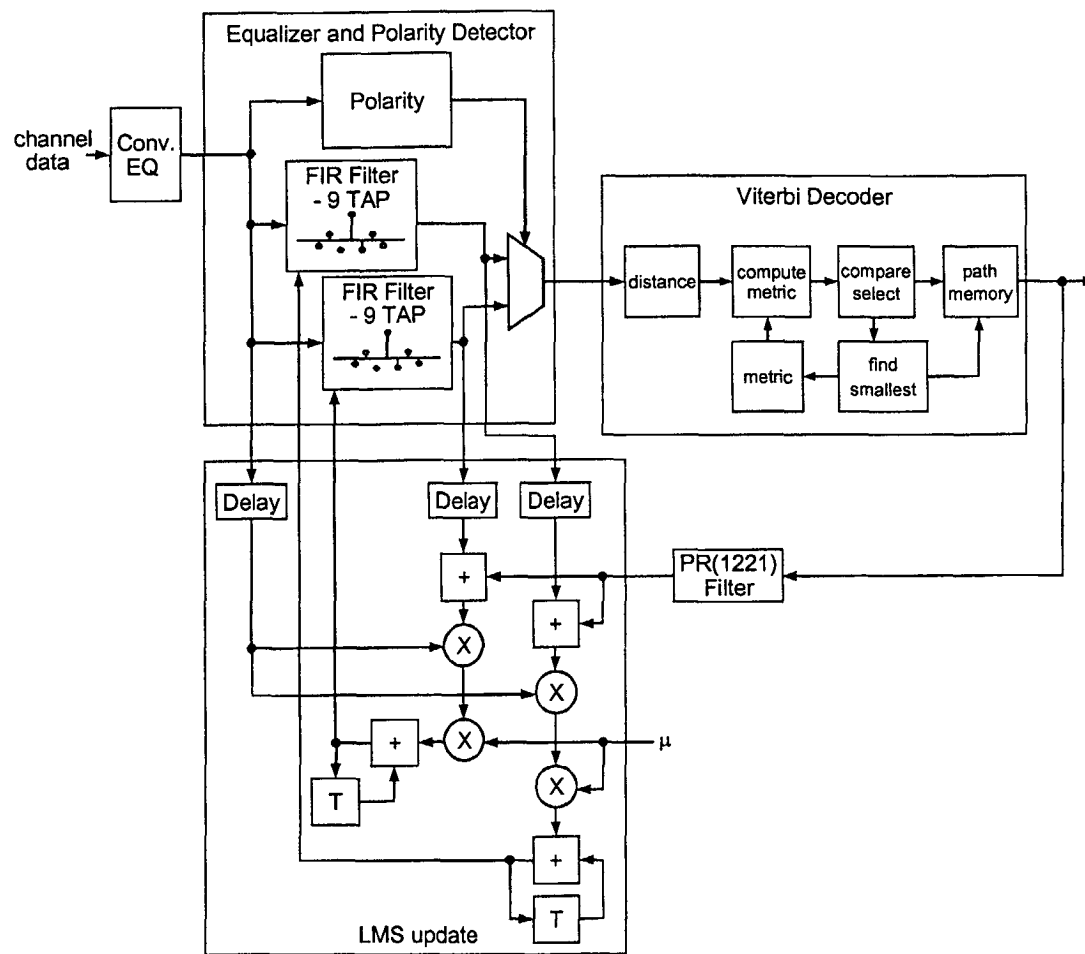 Equalizer and Polarity Detector
Polarity
channel
data
Conv.
EQ
FIR Filter
- 9 TAP
FIR Filter
- 9 TAP
Viterbi Decoder
distance
compute
metric
compare
select
path
memory
metric
find
smallest
Delay
Delay
Delay
PR(1221)
Filter
+
+
X
X
+
X
μ
X
T
+
T
LMS update